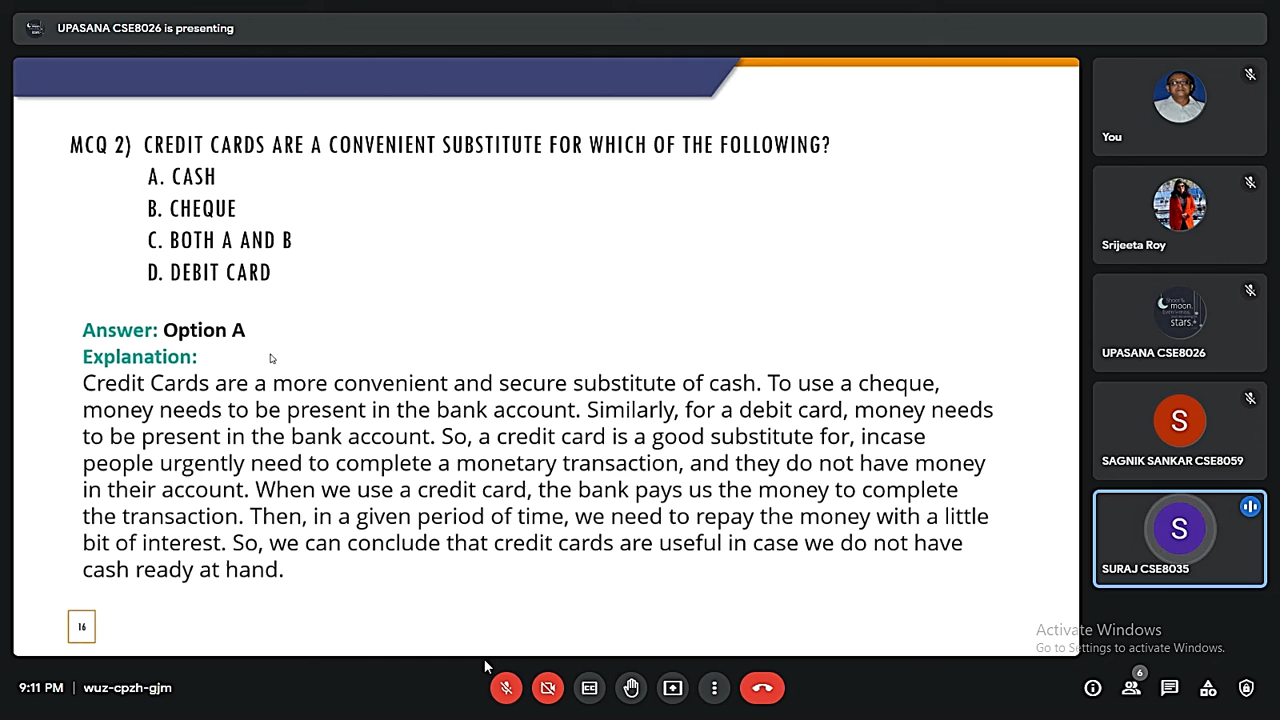 UPASANA CSE8026 is presenting
MCQ 2) CREDIT CARDS ARE A CONVENIENT SUBSTITUTE FOR WHICH OF THE FOLLOWING?
A. CASH
B. CHEQUE
C. BOTH A AND B
D. DEBIT CARD
Answer: Option A
Explanation:
Credit Cards are a more convenient and secure substitute of cash. To use a cheque,
money needs to be present in the bank account. Similarly, for a debit card, money needs
to be present in the bank account. So, a credit card is a good substitute for, incase
people urgently need to complete a monetary transaction, and they do not have money
in their account. When we use a credit card, the bank pays us the money to complete
the transaction. Then, in a given period of time, we need to repay the money with a little
bit of interest. So, we can conclude that credit cards are useful in case we do not have
cash ready at hand.
16
You
Srijeeta Roy
moon.
stars.
UPASANA CSE8026
S
SAGNIK SANKAR CSE8059
S
SURAJ CSE8035
Activate Windows
Go to Settings to activate Windows.
9:11 PM | wuz-cpzh-gjm
6